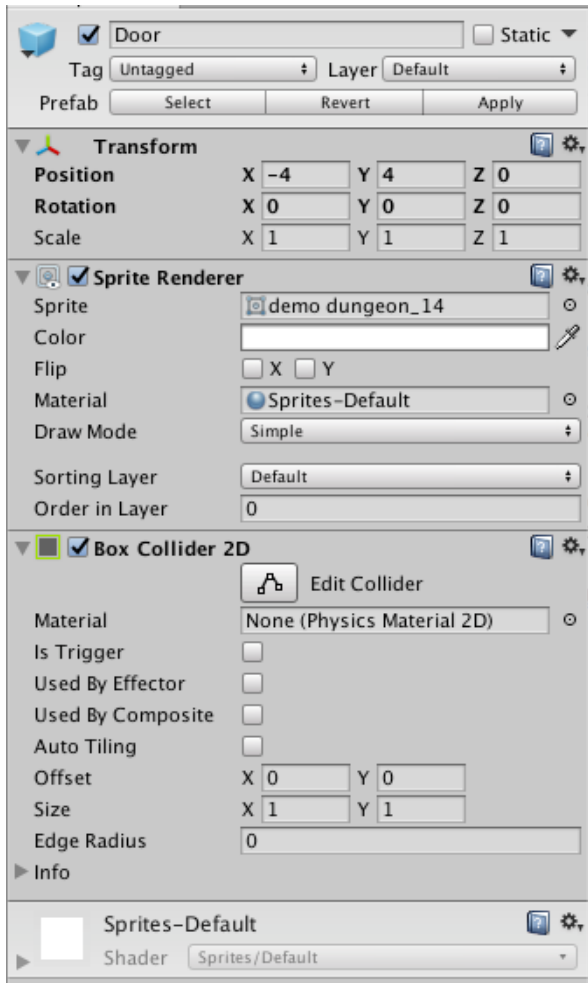 Door Static
Tag Untagged Layer Default
Prefab Select Revert Apply
Transform
Position X -4 Y 4 Z 0
Rotation X 0 Y 0 Z 0
Scale X 1 Y 1 Z 1
Sprite Renderer
Sprite demo dungeon_14
Color
Flip X Y
Material Sprites-Default
Draw Mode Simple
Sorting Layer Default
Order in Layer 0
Box Collider 2D
Edit Collider
Material None (Physics Material 2D)
Is Trigger
Used By Effector
Used By Composite
Auto Tiling
Offset X 0 Y 0
Size X 1 Y 1
Edge Radius 0
Info
Sprites-Default
Shader Sprites/Default